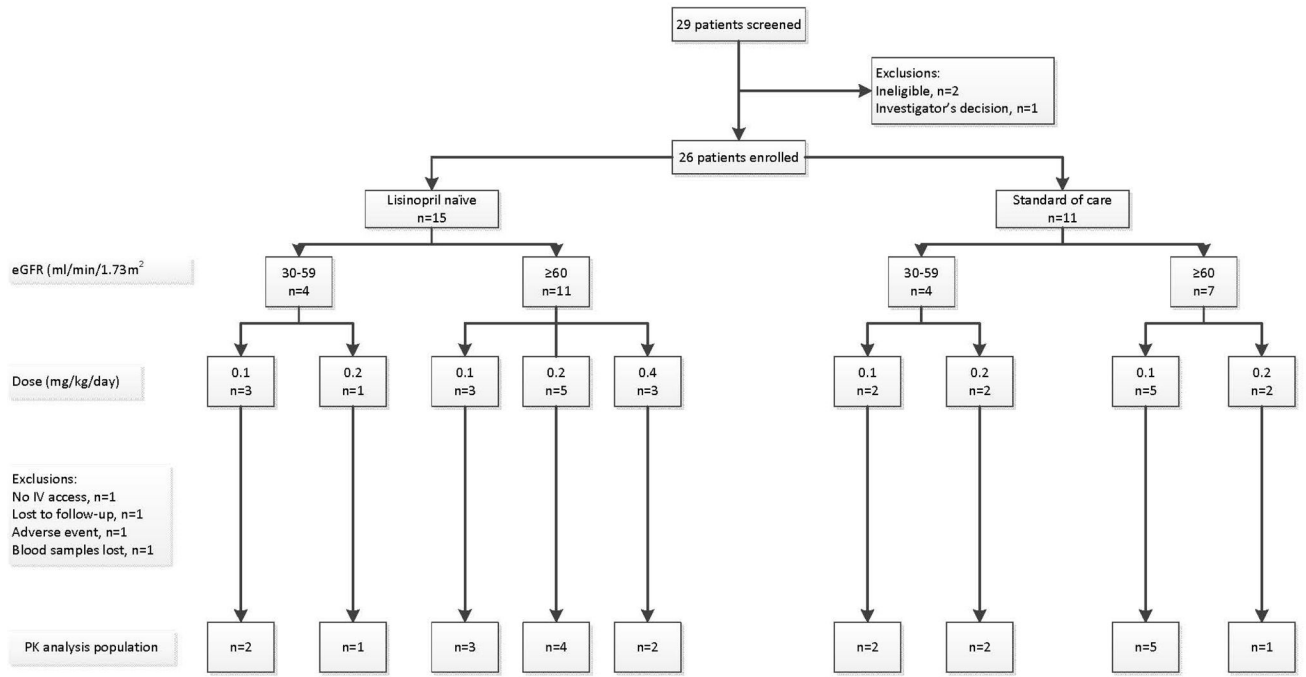 29 patients screened
Exclusions:
Ineligible, n=2
Investigator's decision, n=1
26 patients enrolled
Lisinopril naïve
n=15
Standard of care
n=11
eGFR (ml/min/1.73m²
30-59
n=4
≥60
n=11
30-59
n=4
≥60
n=7
Dose (mg/kg/day)
0.1
n=3
0.2
n=1
0.1
n=3
0.2
n=5
0.4
n=3
0.1
n=2
0.2
n=2
0.1
n=5
0.2
n=2
Exclusions:
No IV access, n=1
Lost to follow-up, n=1
Adverse event, n=1
Blood samples lost, n=1
PK analysis population
n=2
n=1
n=3
n=4
n=2
n=2
n=2
n=5
n=1